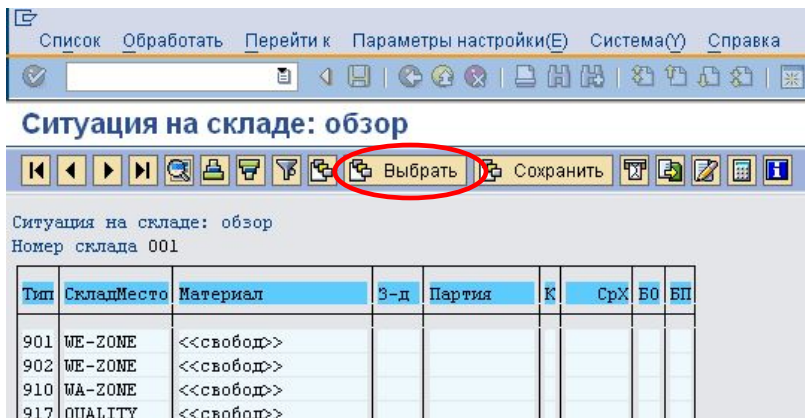 Список Обработать Перейти к Параметры настройки(Е) Система(Y) Справка
Ситуация на складе: обзор
Выбрать Сохранить
Ситуация на складе: обзор
Номер склада 001
Тип СкладМесто Материал З-д Партия К СрХ БО БП
901 WE-ZONE <<свобод>>
902 WE-ZONE <<свобод>>
910 WA-ZONE <<свобод>>
917 QUALITY <<свобод>>